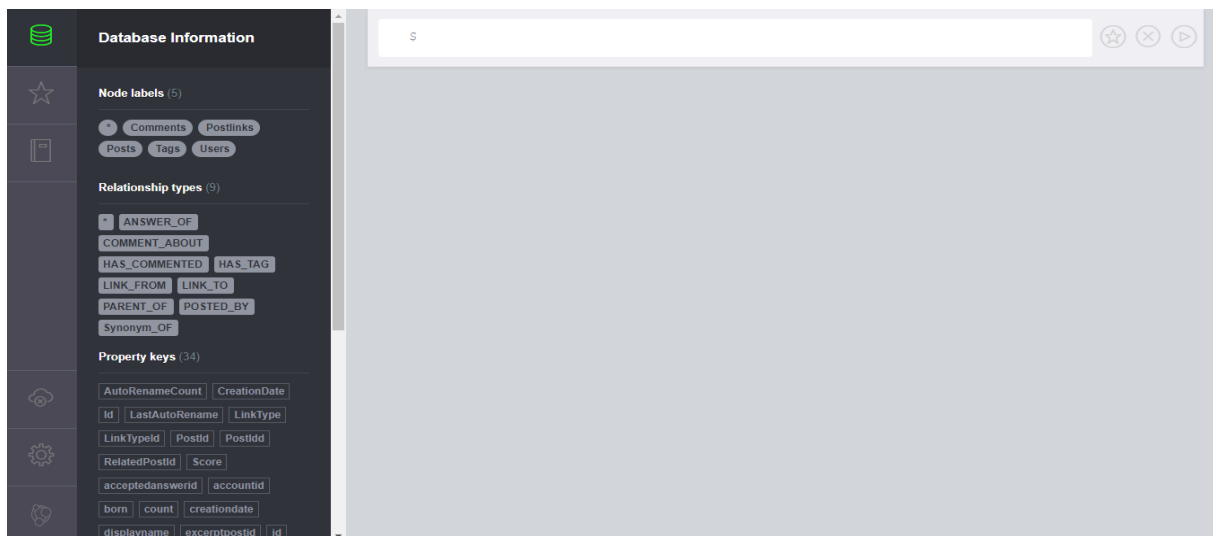 Database Information
$
Node labels (5)
* Comments Postlinks
Posts Tags Users
Relationship types (9)
* ANSWER_OF
COMMENT_ABOUT
HAS_COMMENTED HAS_TAG
LINK_FROM LINK_TO
PARENT_OF POSTED_BY
Synonym_OF
Property keys (34)
AutoRenameCount CreationDate
Id LastAutoRename LinkType
LinkTypeId PostId PostIdd
RelatedPostId Score
acceptedanswerid accountid
born count creationdate
displayname excerptpostid id